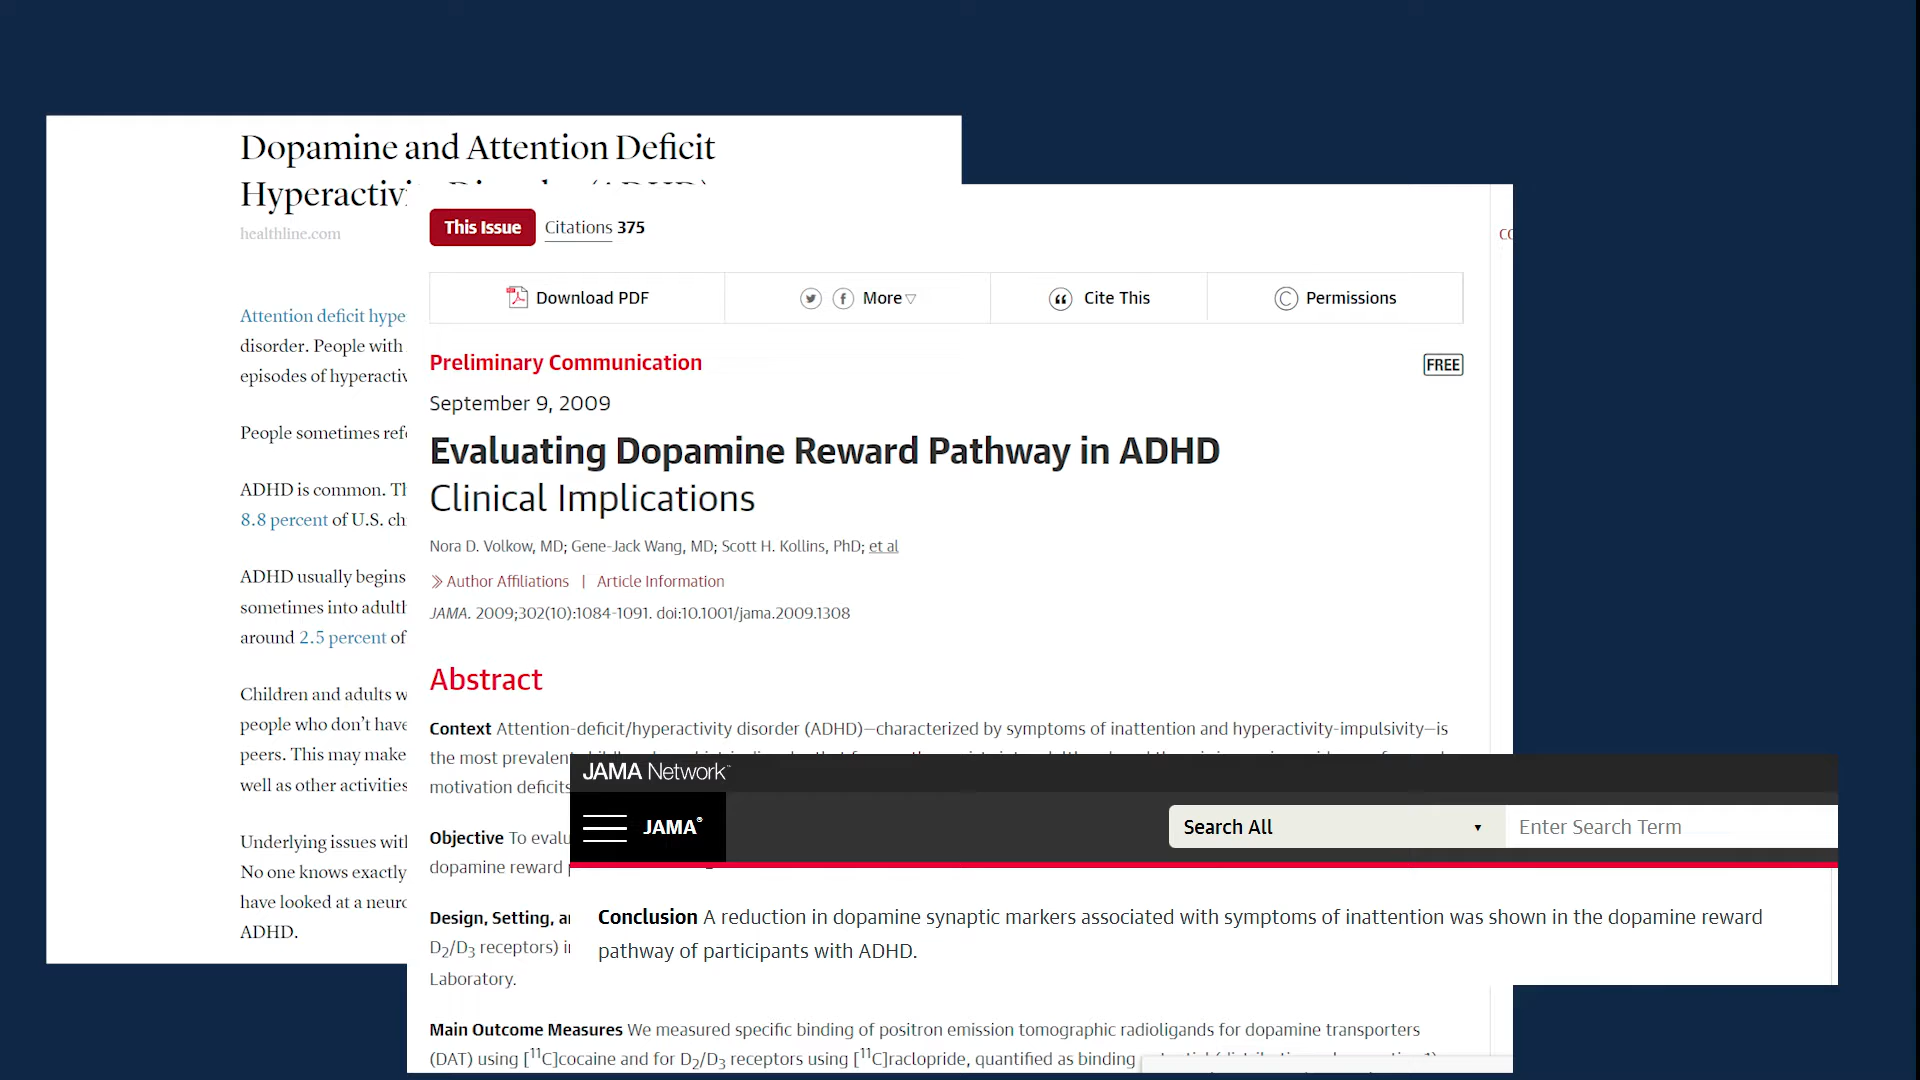 Dopamine and Attention Deficit
Hyperactivi
healthline.com
Attention deficit hype
disorder. People with
episodes of hyperactiv
People sometimes refe
ADHD is common. Th
8.8 percent of U.S. ch
ADHD usually begins
sometimes into adulth
around 2.5 percent of
Children and adults w
people who don't have
peers. This may make
well as other activities
Underlying issues with
No one knows exactly
have looked at a neuro
ADHD.
This Issue Citations 375
CO
Download PDF More Cite This Permissions
Preliminary Communication FREE
September 9, 2009
Evaluating Dopamine Reward Pathway in ADHD
Clinical Implications
Nora D. Volkow, MD; Gene-Jack Wang, MD; Scott H. Kollins, PhD; et al
Author Affiliations | Article Information
JAMA. 2009;302(10):1084-1091. doi:10.1001/jama.2009.1308
Abstract
Context Attention-deficit/hyperactivity disorder (ADHD)—characterized by symptoms of inattention and hyperactivity-impulsivity—is
the most prevalent
motivation deficits
Objective To evalu
dopamine reward
Design, Setting, an
D2/D3 receptors) in
Laboratory.
Main Outcome Measures We measured specific binding of positron emission tomographic radioligands for dopamine transporters
(DAT) using [11C]cocaine and for D2/D3 receptors using [11C]raclopride, quantified as binding
JAMA Network™
JAMA® Search All Enter Search Term
Conclusion A reduction in dopamine synaptic markers associated with symptoms of inattention was shown in the dopamine reward
pathway of participants with ADHD.